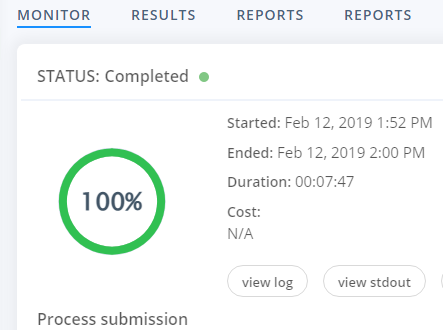 MONITOR RESULTS REPORTS REPORTS
STATUS: Completed
Started: Feb 12, 2019 1:52 PM
Ended: Feb 12, 2019 2:00 PM
Duration: 00:07:47
Cost:
N/A
100%
view log view stdout
Process submission